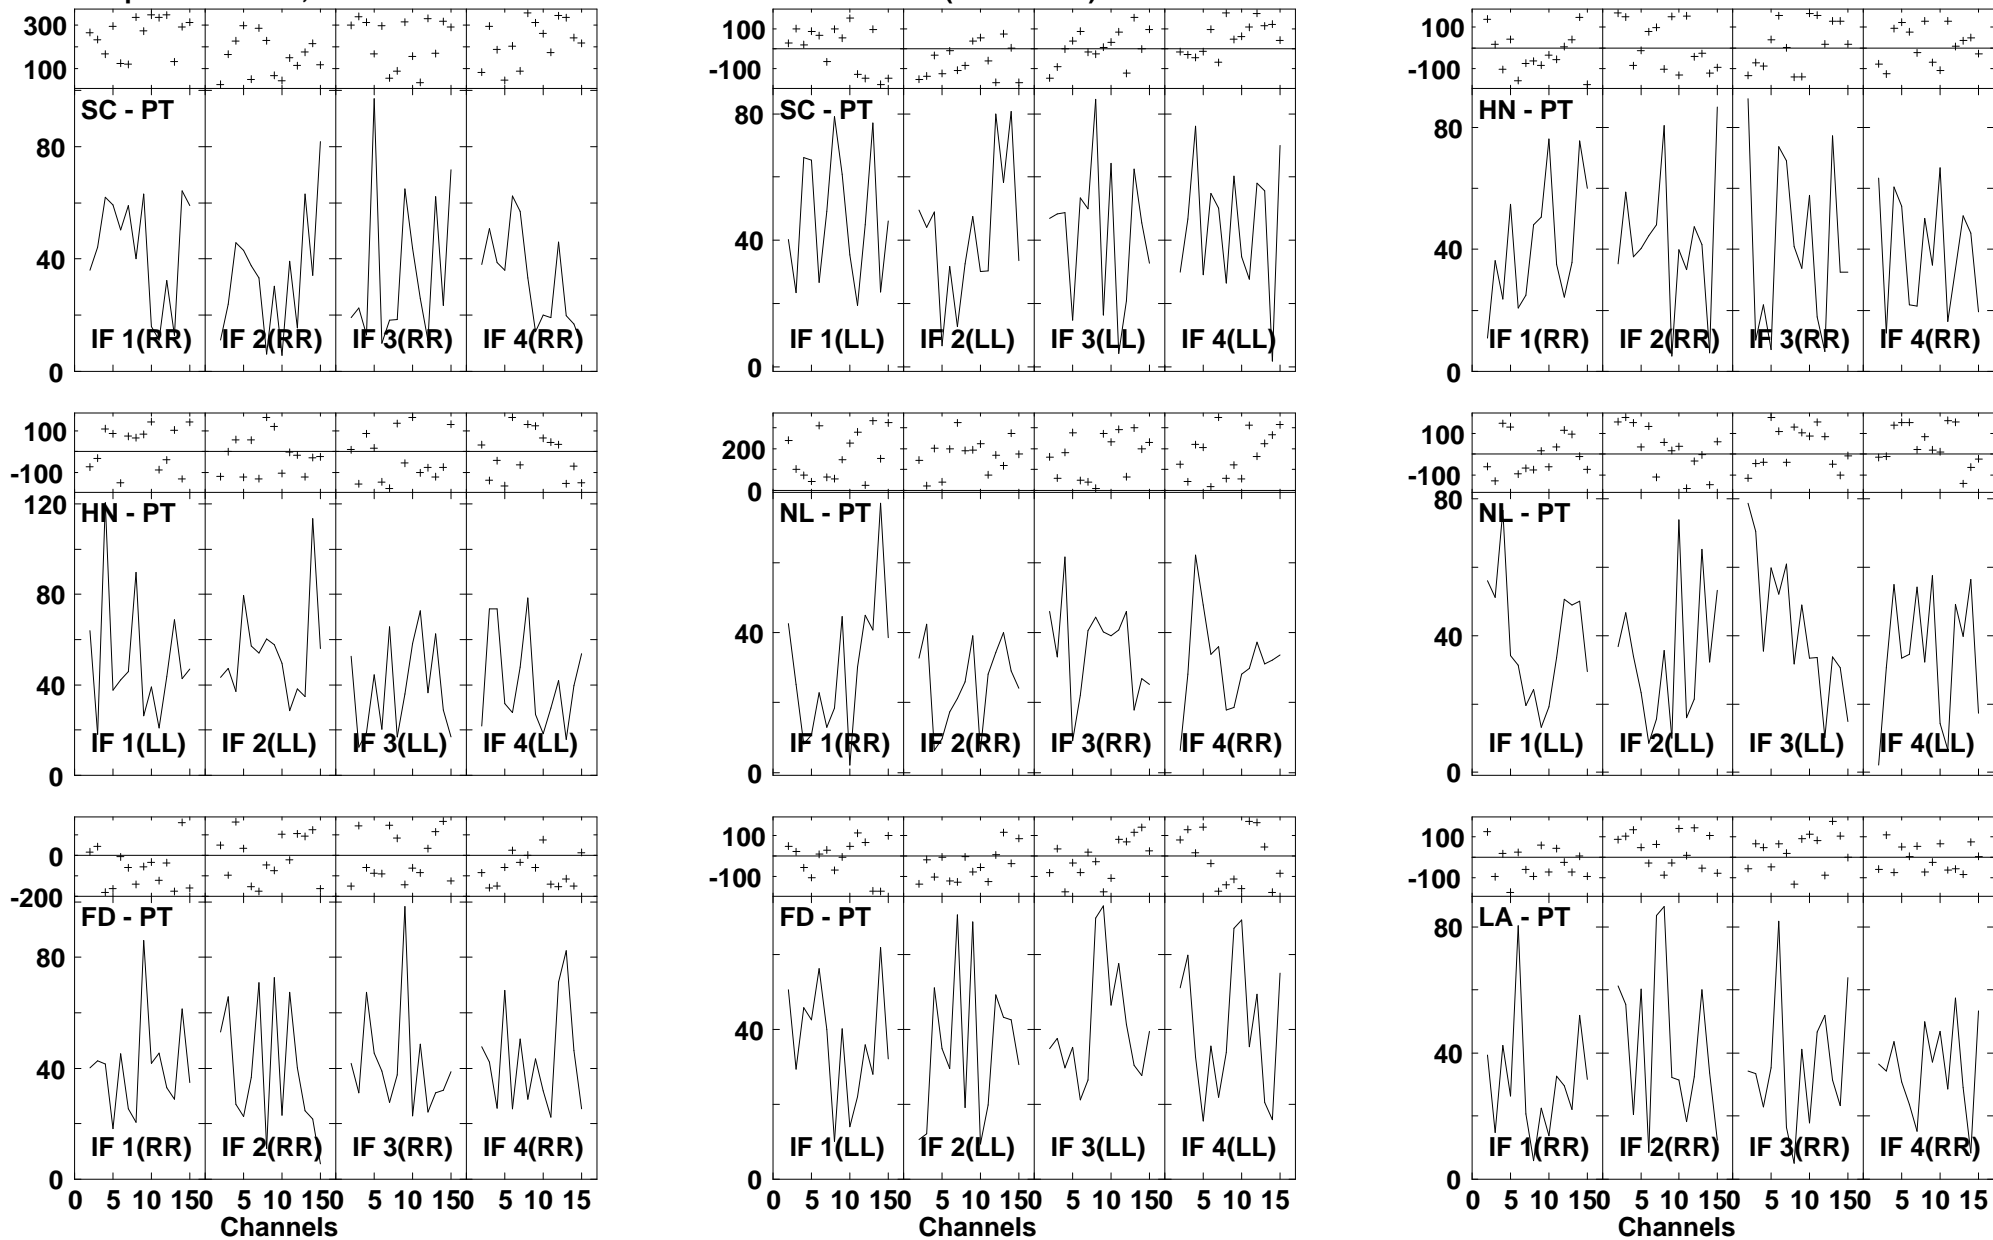 300
100
SC - PT
80
40
0
IF 1(RR) IF 2(RR) IF 3(RR) IF 4(RR)
100
-100
SC - PT
80
40
0
IF 1(LL) IF 2(LL) IF 3(LL) IF 4(LL)
100
-100
HN - PT
80
40
0
IF 1(RR) IF 2(RR) IF 3(RR) IF 4(RR)
100
-100
120
HN - PT
80
40
0
IF 1(LL) IF 2(LL) IF 3(LL) IF 4(LL)
200
0
NL - PT
40
0
IF 1(RR) IF 2(RR) IF 3(RR) IF 4(RR)
100
-100
80
NL - PT
40
0
IF 1(LL) IF 2(LL) IF 3(LL) IF 4(LL)
0
-200
FD - PT
80
40
0
IF 1(RR) IF 2(RR) IF 3(RR) IF 4(RR)
0 5 10 150 5 10 150 5 10 150 5 10 15
Channels
100
-100
FD - PT
40
IF 1(LL) IF 2(LL) IF 3(LL) IF 4(LL)
0 5 10 150 5 10 150 5 10 150 5 10 15
Channels
100
-100
LA - PT
80
40
0
IF 1(RR) IF 2(RR) IF 3(RR) IF 4(RR)
0 5 10 150 5 10 150 5 10 150 5 10 15
Channels